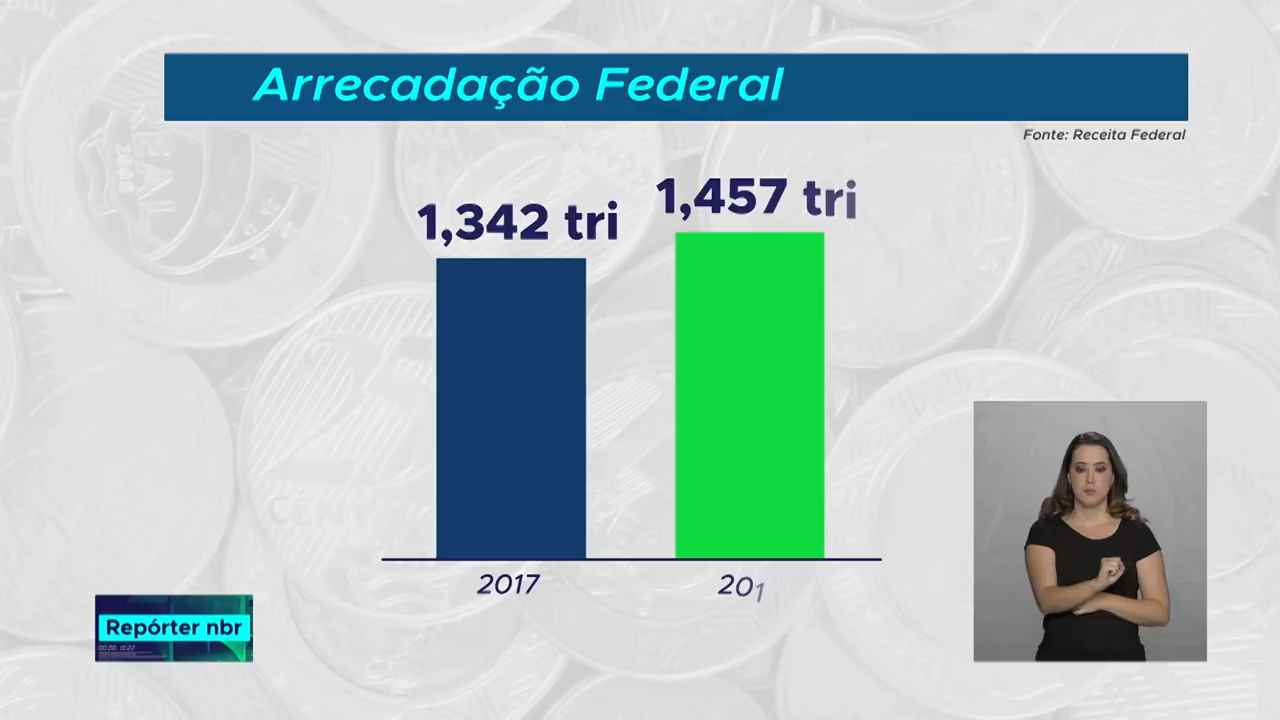 Arrecadação Federal
Fonte: Receita Federal
1,342 tri
1,457 tri
2017
201
Repórter nbr